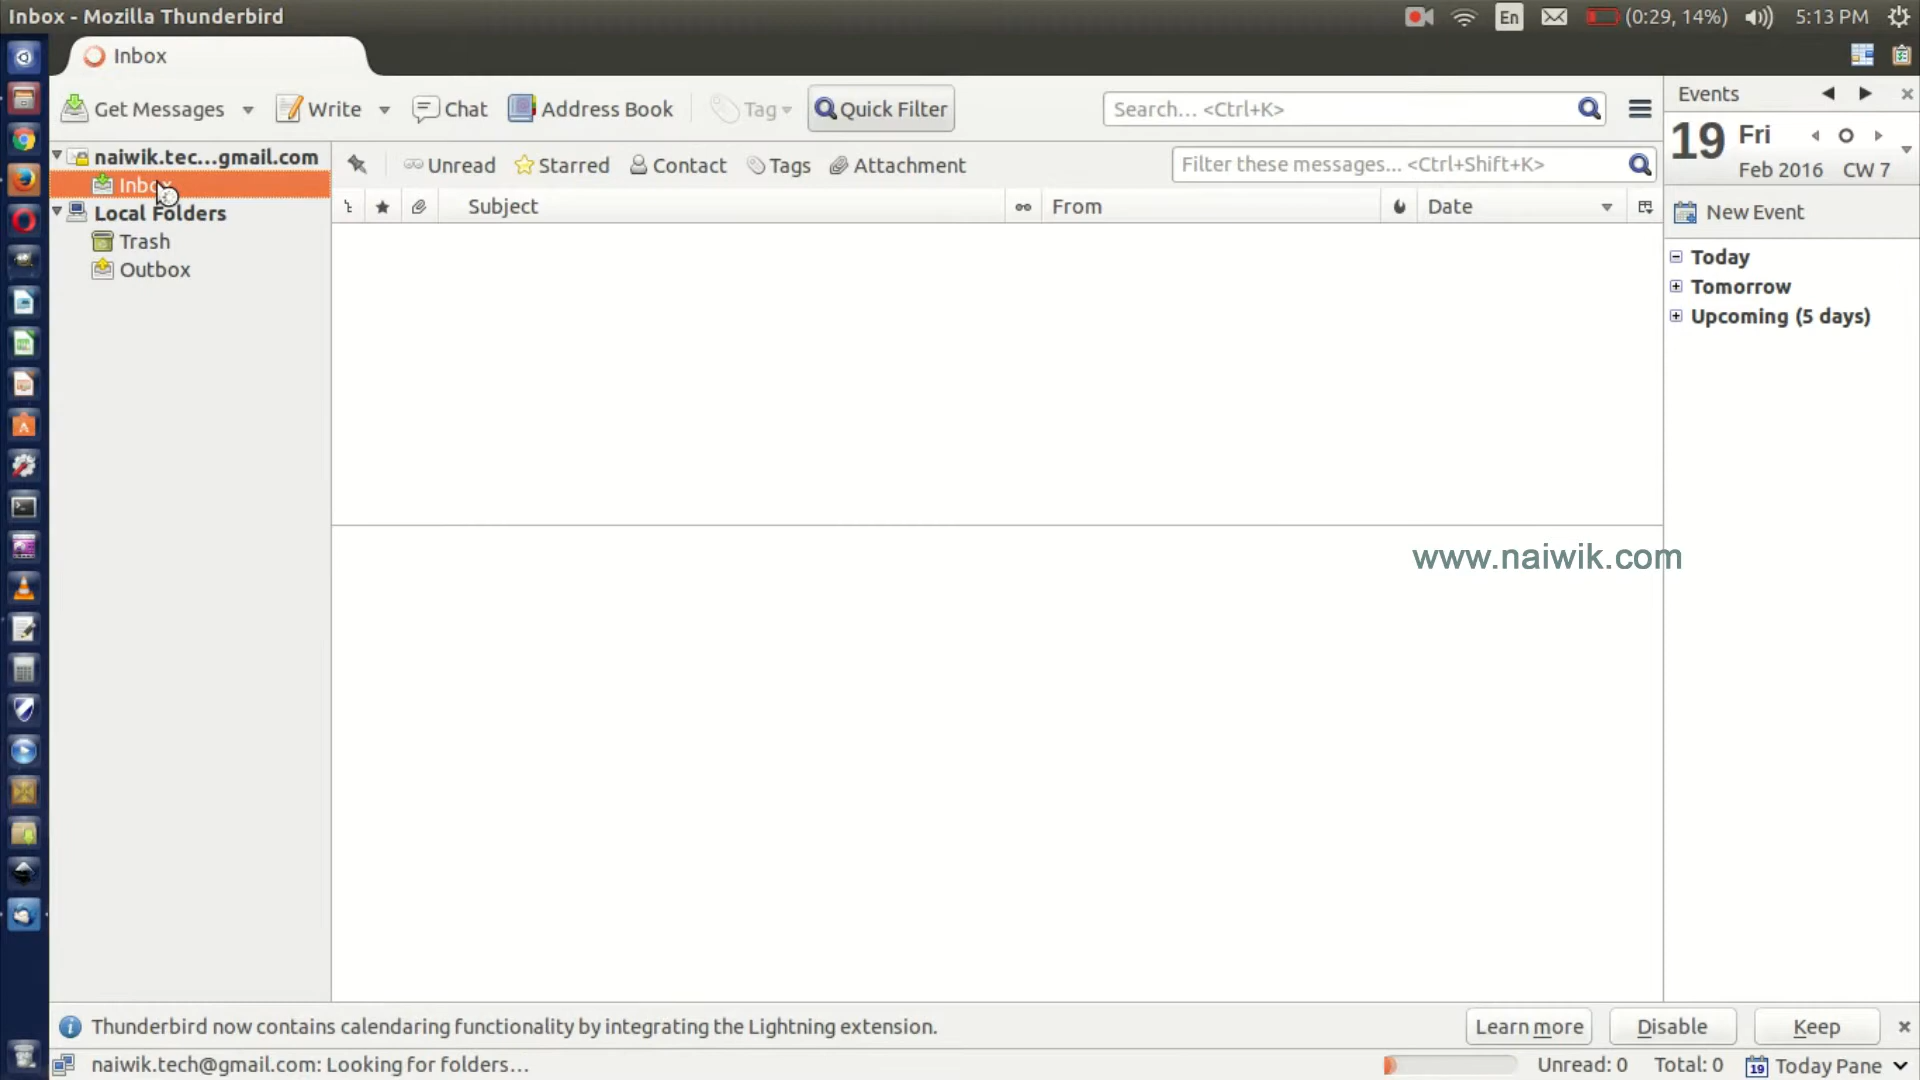 Inbox - Mozilla Thunderbird
En
(0:29, 14%)
5:13 PM
Inbox
Get Messages
Write
Chat
Address Book
Tag
Quick Filter
Search... <Ctrl+K>
Events
naiwik.tec...gmail.com
Inbox
Local Folders
Trash
Outbox
Unread
Starred
Contact
Tags
Attachment
Filter these messages... <Ctrl+Shift+K>
Subject
From
Date
19
Fri
Feb 2016
CW 7
New Event
Today
Tomorrow
Upcoming (5 days)
www.naiwik.com
Thunderbird now contains calendaring functionality by integrating the Lightning extension.
Learn more
Disable
Keep
naiwik.tech@gmail.com: Looking for folders...
Unread: 0
Total: 0
19
Today Pane